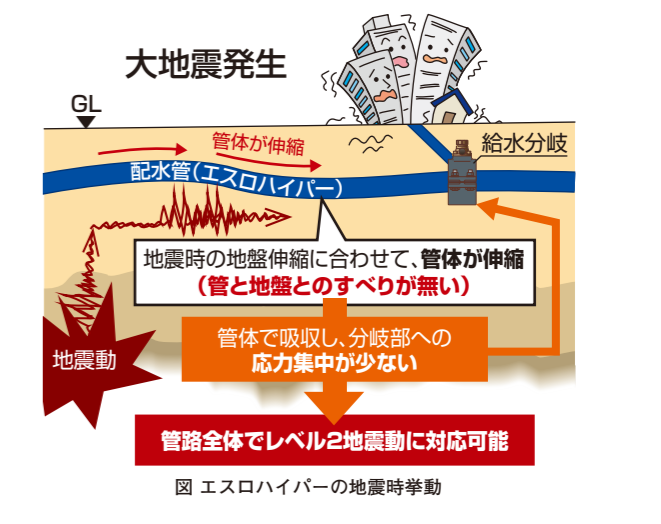 大地震発生
GL
管体が伸縮
給水分岐
配水管(エスロハイパー)
地震時の地盤伸縮に合わせて、管体が伸縮
(管と地盤とのすべりが無い)
地震動
管体で吸収し、分岐部への
応力集中が少ない
管路全体でレベル2地震動に対応可能
図 エスロハイパーの地震時挙動